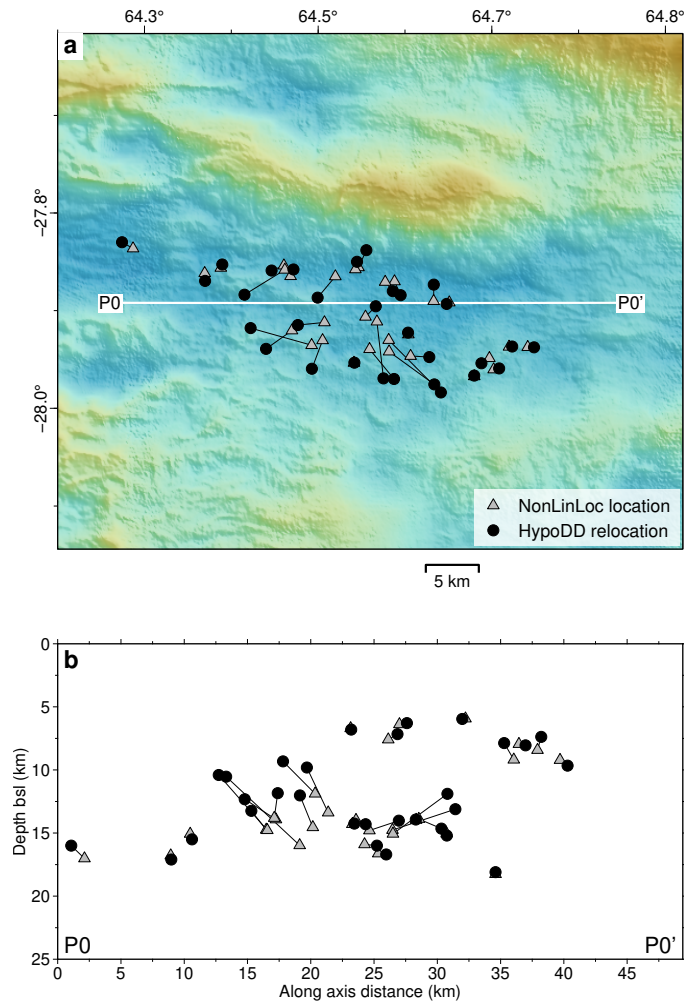 64.3° 64.5° 64.7° 64.8°
a
−27.8°
P0 P0’
−28.0°
NonLinLoc location
HypoDD relocation
5 km
b
0
5
10
15
20
25
Depth bsl (km)
P0 P0’
0 5 10 15 20 25 30 35 40 45
Along axis distance (km)